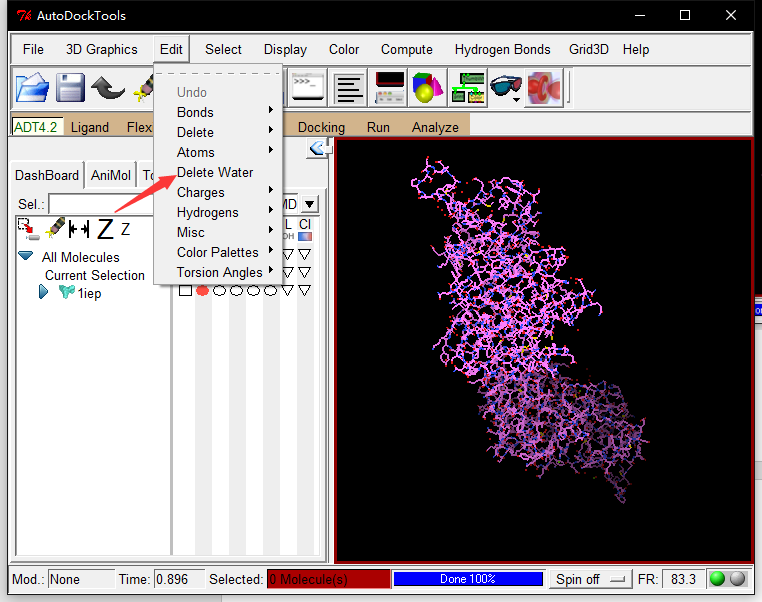 AutoDockTools
File 3D Graphics Edit Select Display Color Compute Hydrogen Bonds Grid3D Help
Undo
Bonds
Delete
Atoms
Delete Water
Charges
Hydrogens
Misc
Color Palettes
Torsion Angles
ADT4.2 Ligand Flex Docking Run Analyze
DashBoard AniMol
Sel.: MD
Z Z L Cl
All Molecules
Current Selection
1iep
Mod.: None Time: 0.896 Selected: 0 Molecule(s) Done 100% Spin off FR: 83.3